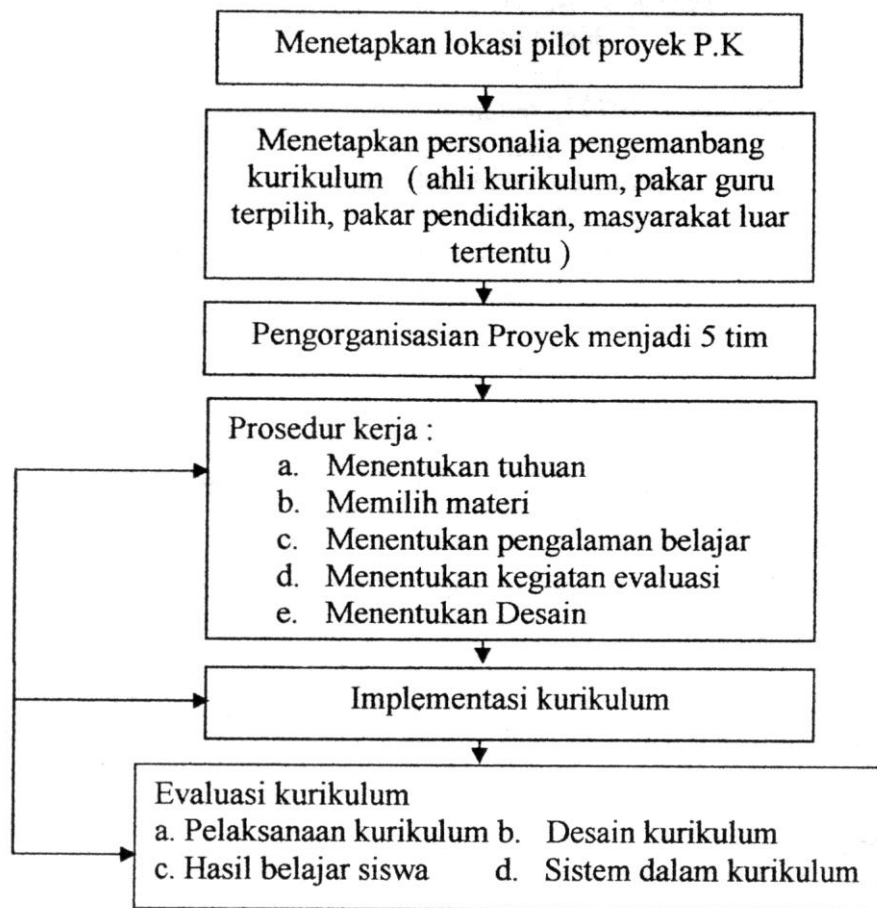 Menetapkan lokasi pilot proyek P.K
Menetapkan personalia pengemanbang
kurikulum ( ahli kurikulum, pakar guru
terpilih, pakar pendidikan, masyarakat luar
tertentu )
Pengorganisasian Proyek menjadi 5 tim
Prosedur kerja :
a. Menentukan tuhuan
b. Memilih materi
c. Menentukan pengalaman belajar
d. Menentukan kegiatan evaluasi
e. Menentukan Desain
Implementasi kurikulum
Evaluasi kurikulum
a. Pelaksanaan kurikulum b. Desain kurikulum
c. Hasil belajar siswa d. Sistem dalam kurikulum